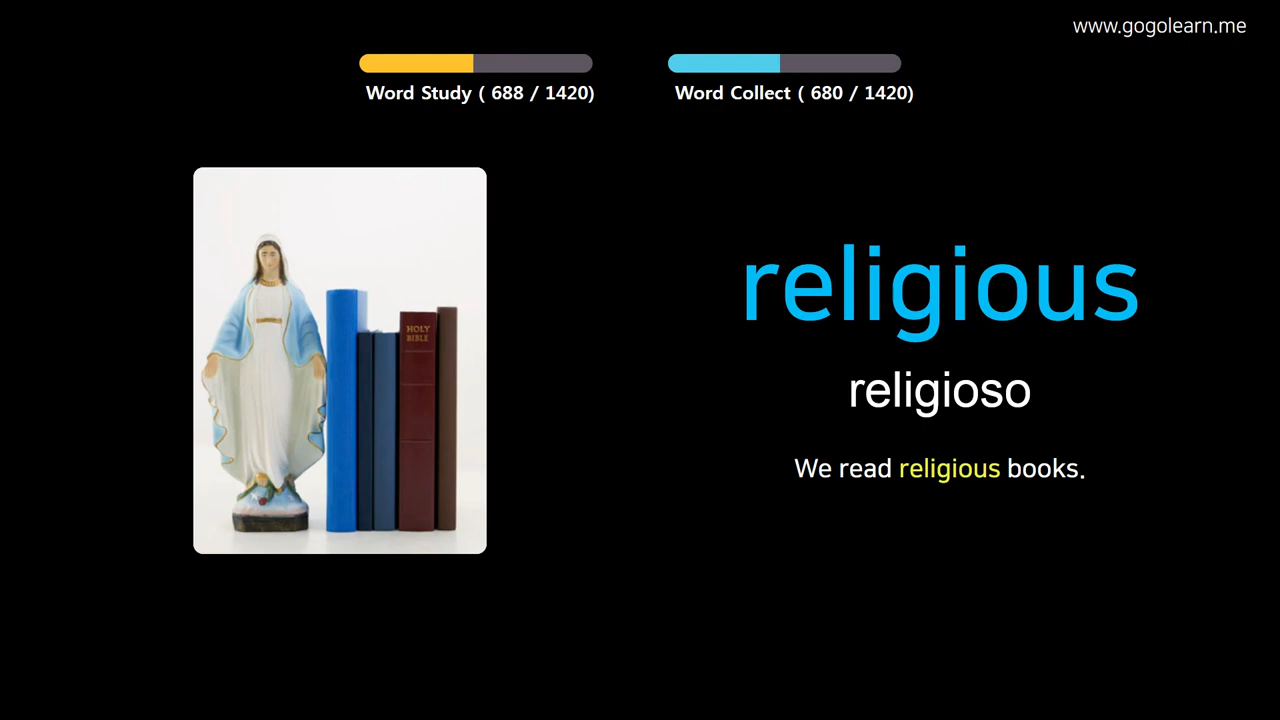 www.gogolearn.me
Word Study ( 688 / 1420)
Word Collect ( 680 / 1420)
HOLY
BIBLE
religious
religioso
We read religious books.